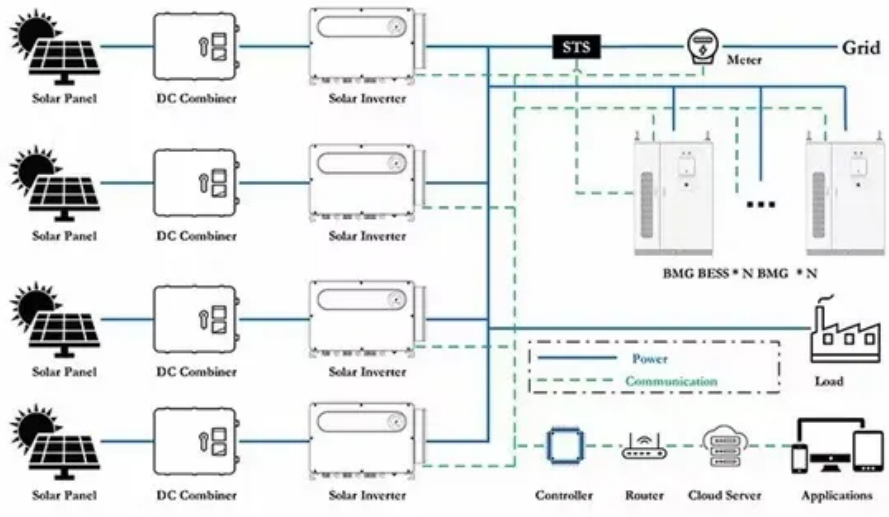 STS
Meter
Grid
Solar Panel
DC Combiner
Solar Inverter
Solar Panel
DC Combiner
Solar Inverter
BMG BESS * N BMG * N
Solar Panel
DC Combiner
Solar Inverter
Power
Communication
Load
Solar Panel
DC Combiner
Solar Inverter
Controller
Router
Cloud Server
Applications